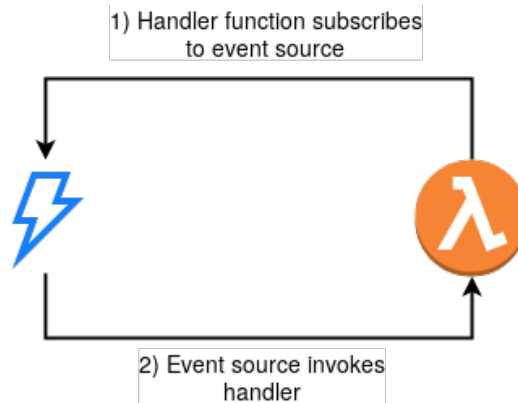 1) Handler function subscribes
to event source
λ
2) Event source invokes
handler